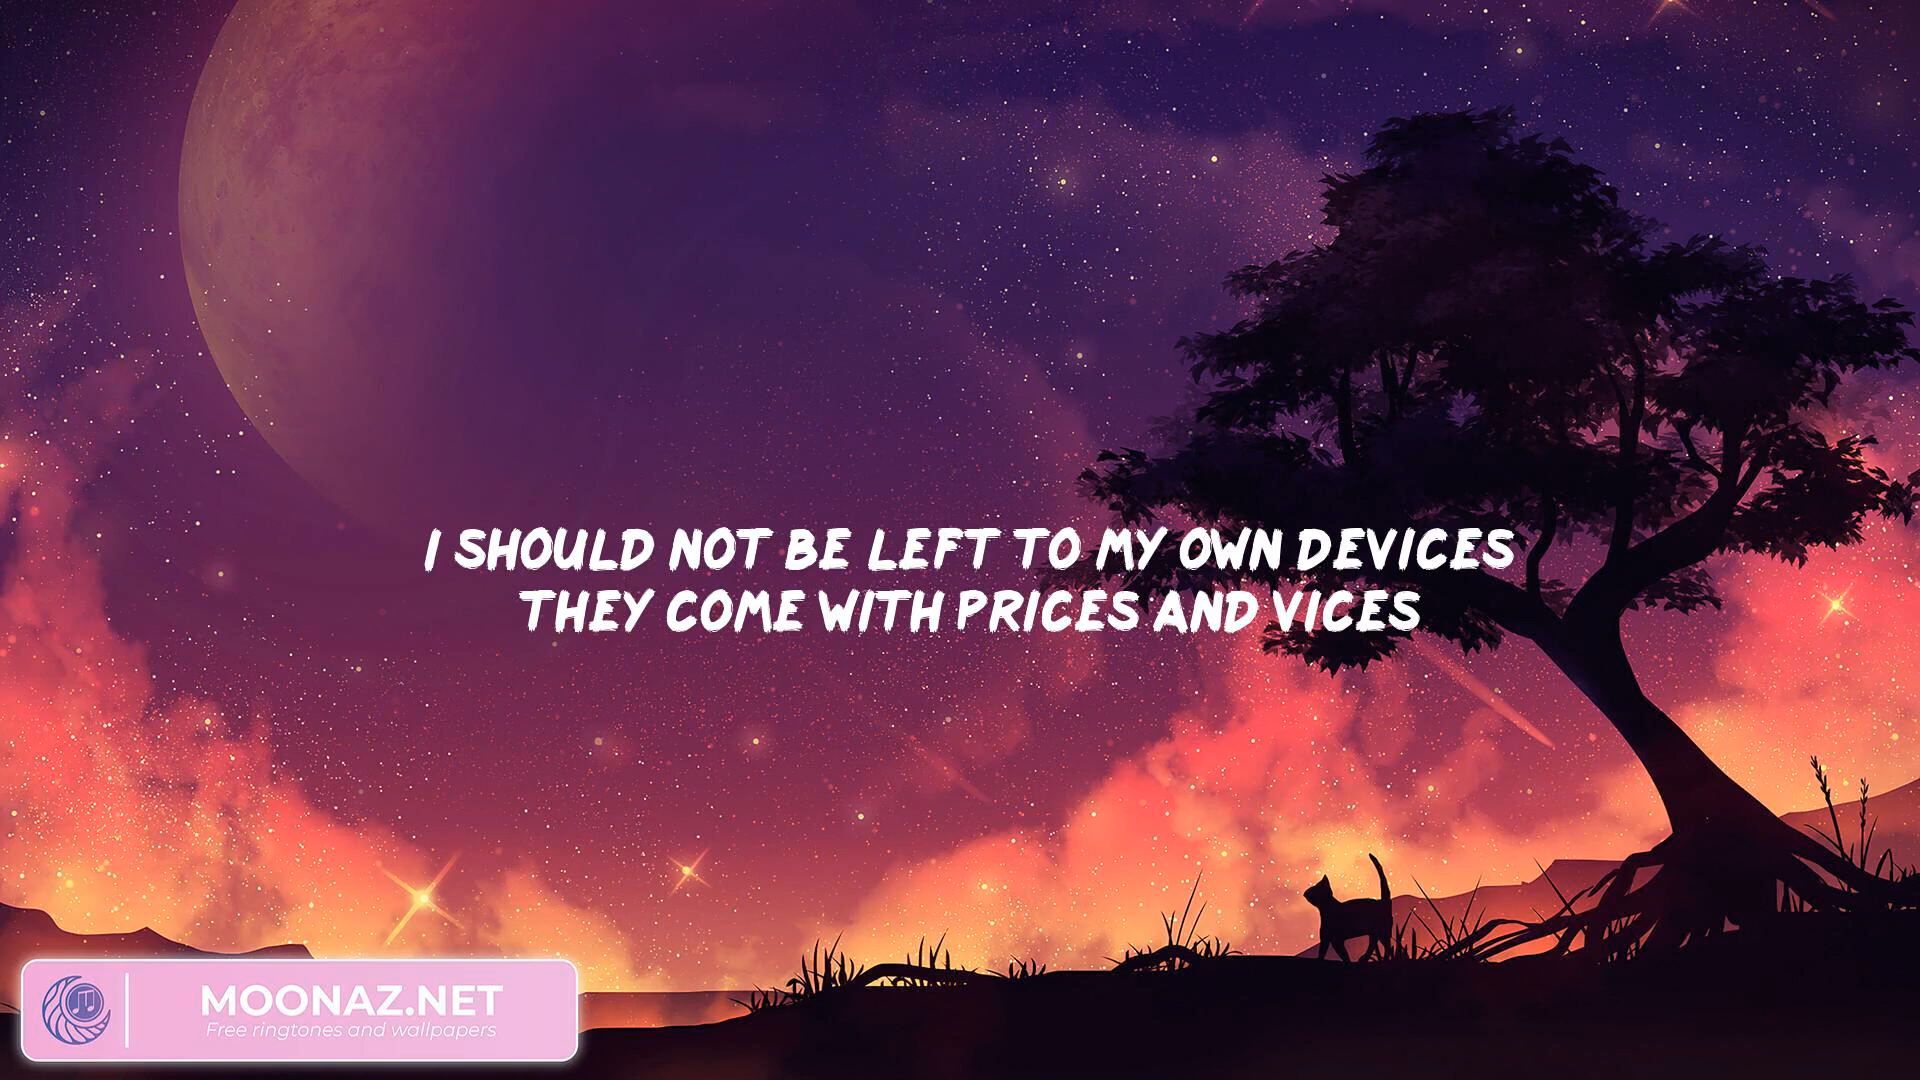 I SHOULD NOT BE LEFT TO MY OWN DEVICES
THEY COME WITH PRICES AND VICES
MOONAZ.NET
Free ringtones and wallpapers